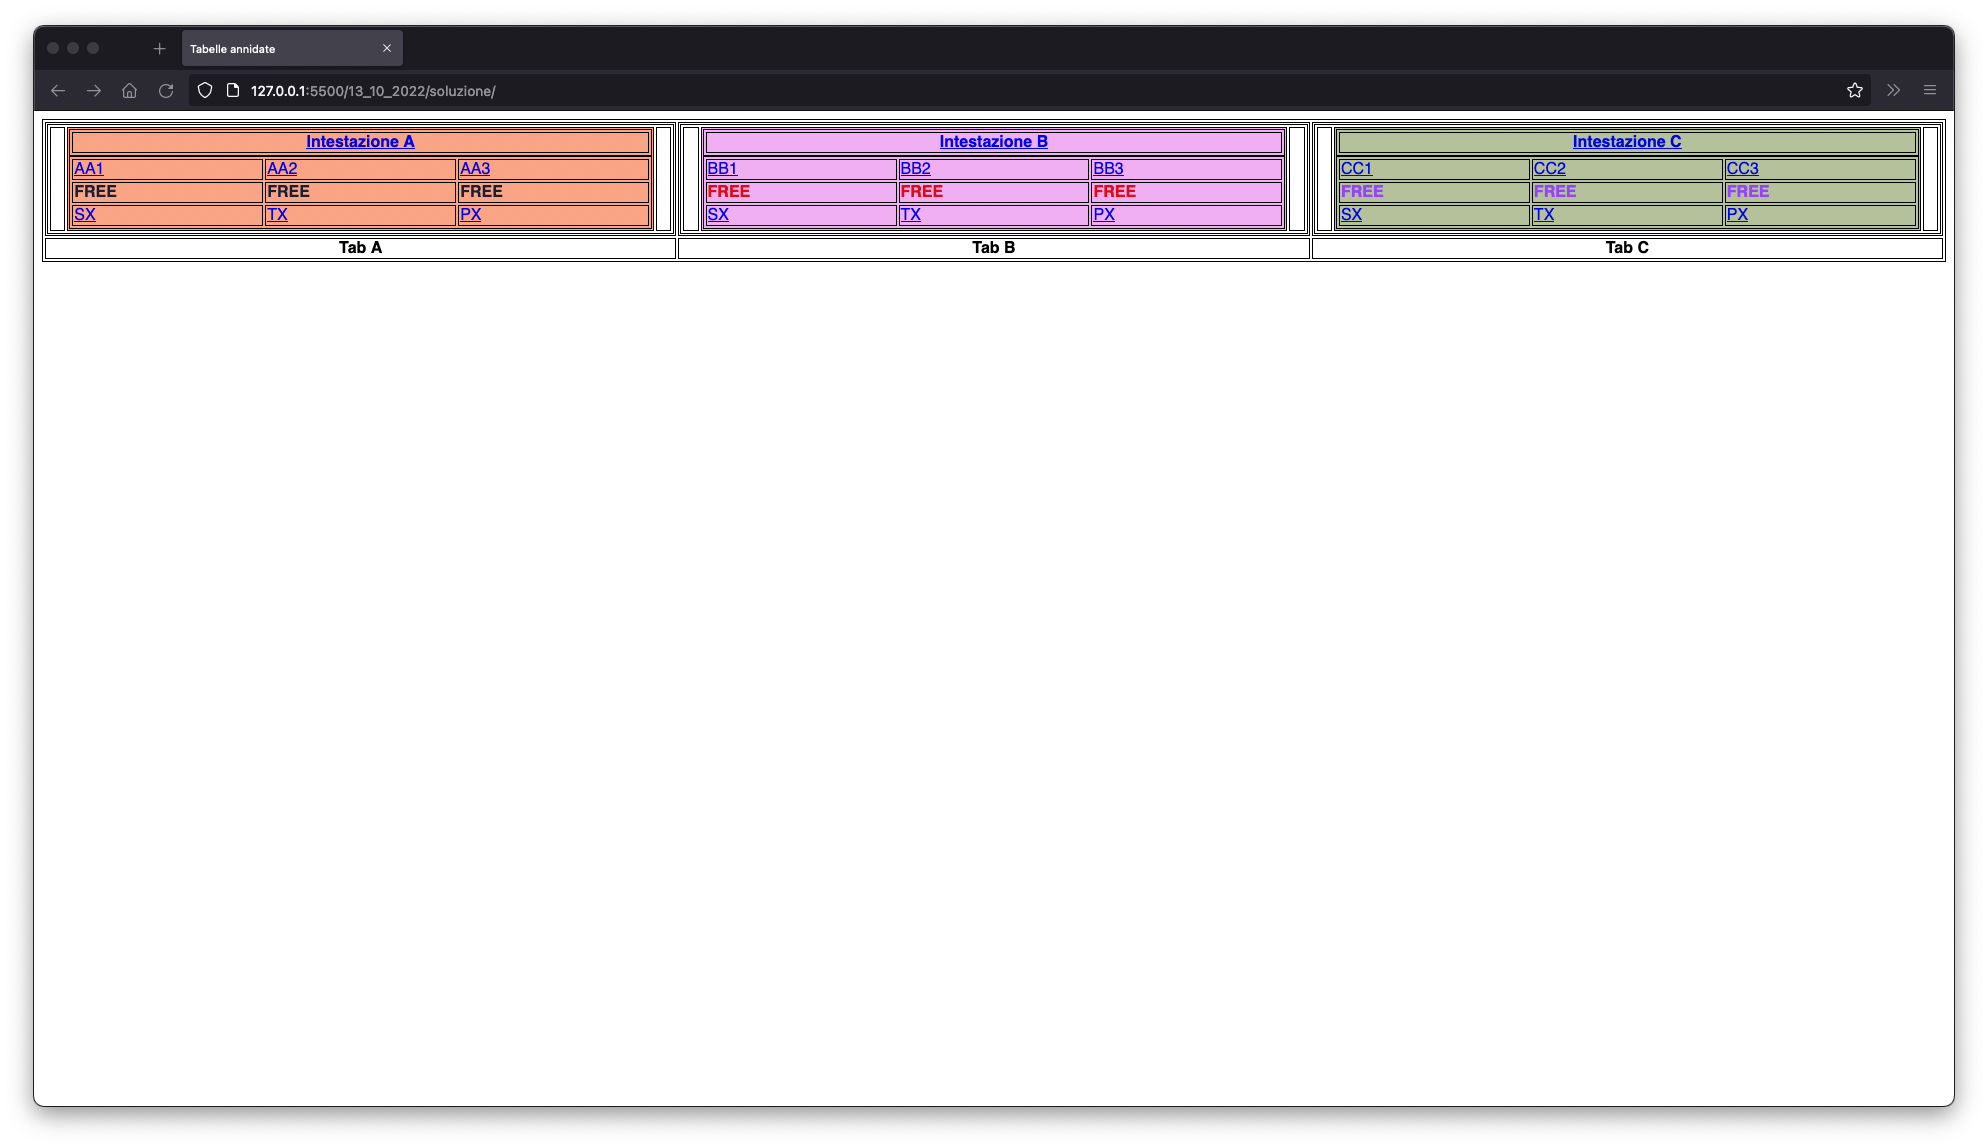 Tabelle annidate
127.0.0.1:5500/13_10_2022/soluzione/
Intestazione A Intestazione B Intestazione C
AA1 AA2 AA3 BB1 BB2 BB3 CC1 CC2 CC3
FREE FREE FREE FREE FREE FREE FREE FREE FREE
SX TX PX SX TX PX SX TX PX
Tab A Tab B Tab C